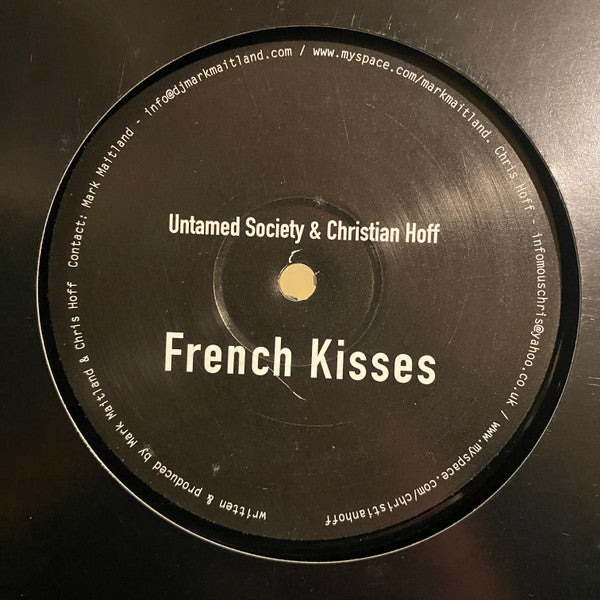 Untamed Society & Christian Hoff
French Kisses
written & produced by Mark Maitland & Chris Hoff Contact: Mark Maitland - info@djmarkmaitland.com / www.myspace.com/markmaitland. Chris Hoff - infomouschris@yahoo.co.uk / www.myspace.com/christianhoff